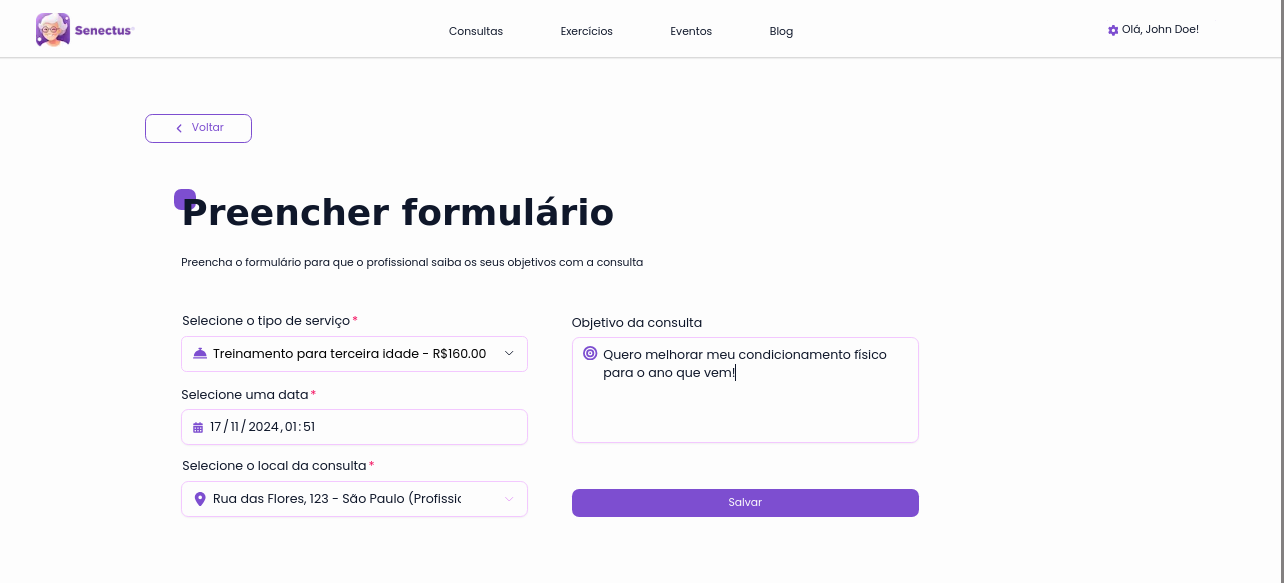 Senectus
Consultas
Exercícios
Eventos
Blog
Olá, John Doe!
Voltar
Preencher formulário
Preencha o formulário para que o profissional saiba os seus objetivos com a consulta
Selecione o tipo de serviço*
Treinamento para terceira idade - R$160.00
Selecione uma data*
17/11/2024,01:51
Selecione o local da consulta*
Rua das Flores, 123 - São Paulo
Objetivo da consulta
Quero melhorar meu condicionamento físico
para o ano que vem!
Salvar